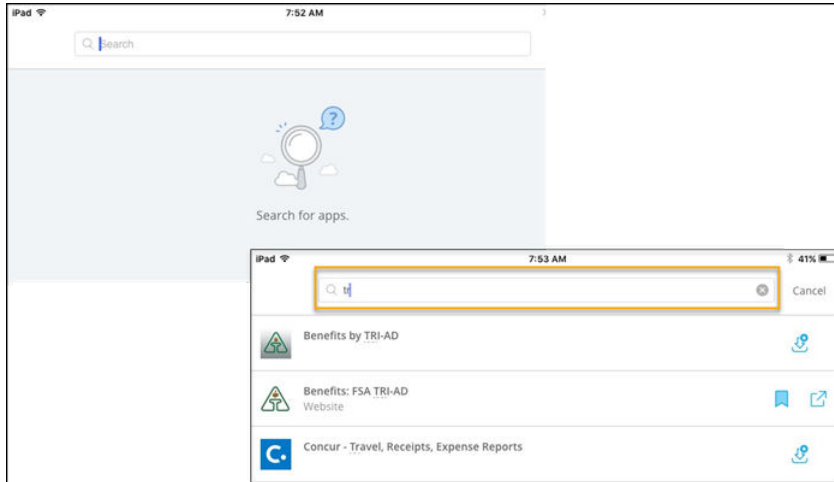 iPad 7:52 AM
Search
?
Search for apps.
iPad 7:53 AM 41%
tr Cancel
Benefits by TRI-AD
Benefits: FSA TRI-AD
Website
C. Concur - Travel, Receipts, Expense Reports